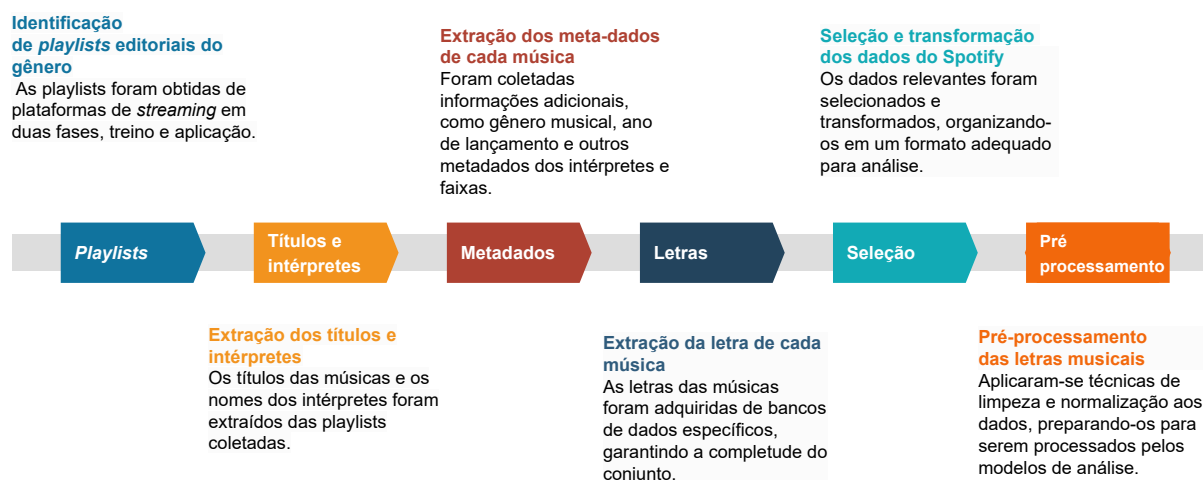 Identificação
de playlists editoriais do
gênero
As playlists foram obtidas de
plataformas de streaming em
duas fases, treino e aplicação.
Extração dos meta-dados
de cada música
Foram coletadas
informações adicionais,
como gênero musical, ano
de lançamento e outros
metadados dos intérpretes e
faixas.
Seleção e transformação
dos dados do Spotify
Os dados relevantes foram
selecionados e
transformados, organizando-
os em um formato adequado
para análise.
Playlists
Títulos e
intérpretes
Metadados
Letras
Seleção
Pré
processamento
Extração dos títulos e
intérpretes
Os títulos das músicas e os
nomes dos intérpretes foram
extraídos das playlists
coletadas.
Extração da letra de cada
música
As letras das músicas
foram adquiridas de bancos
de dados específicos,
garantindo a completude do
conjunto.
Pré-processamento
das letras musicais
Aplicaram-se técnicas de
limpeza e normalização aos
dados, preparando-os para
serem processados pelos
modelos de análise.